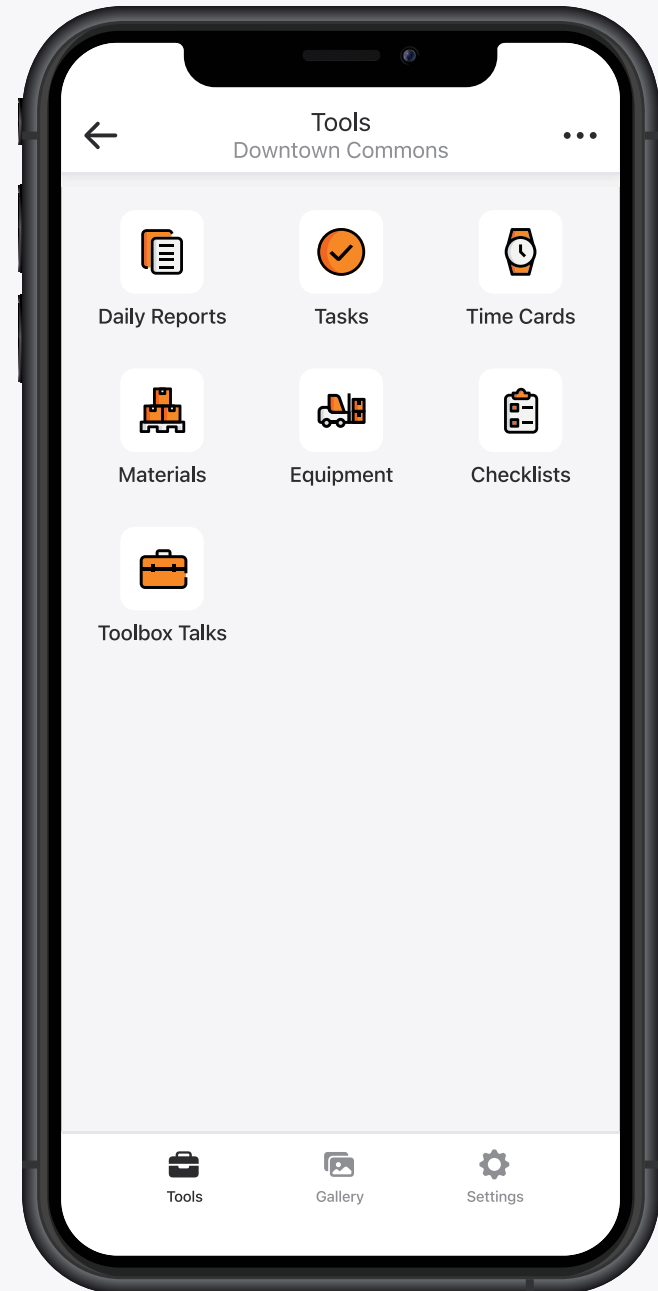 Tools
Downtown Commons
Daily Reports
Tasks
Time Cards
Materials
Equipment
Checklists
Toolbox Talks
Tools
Gallery
Settings